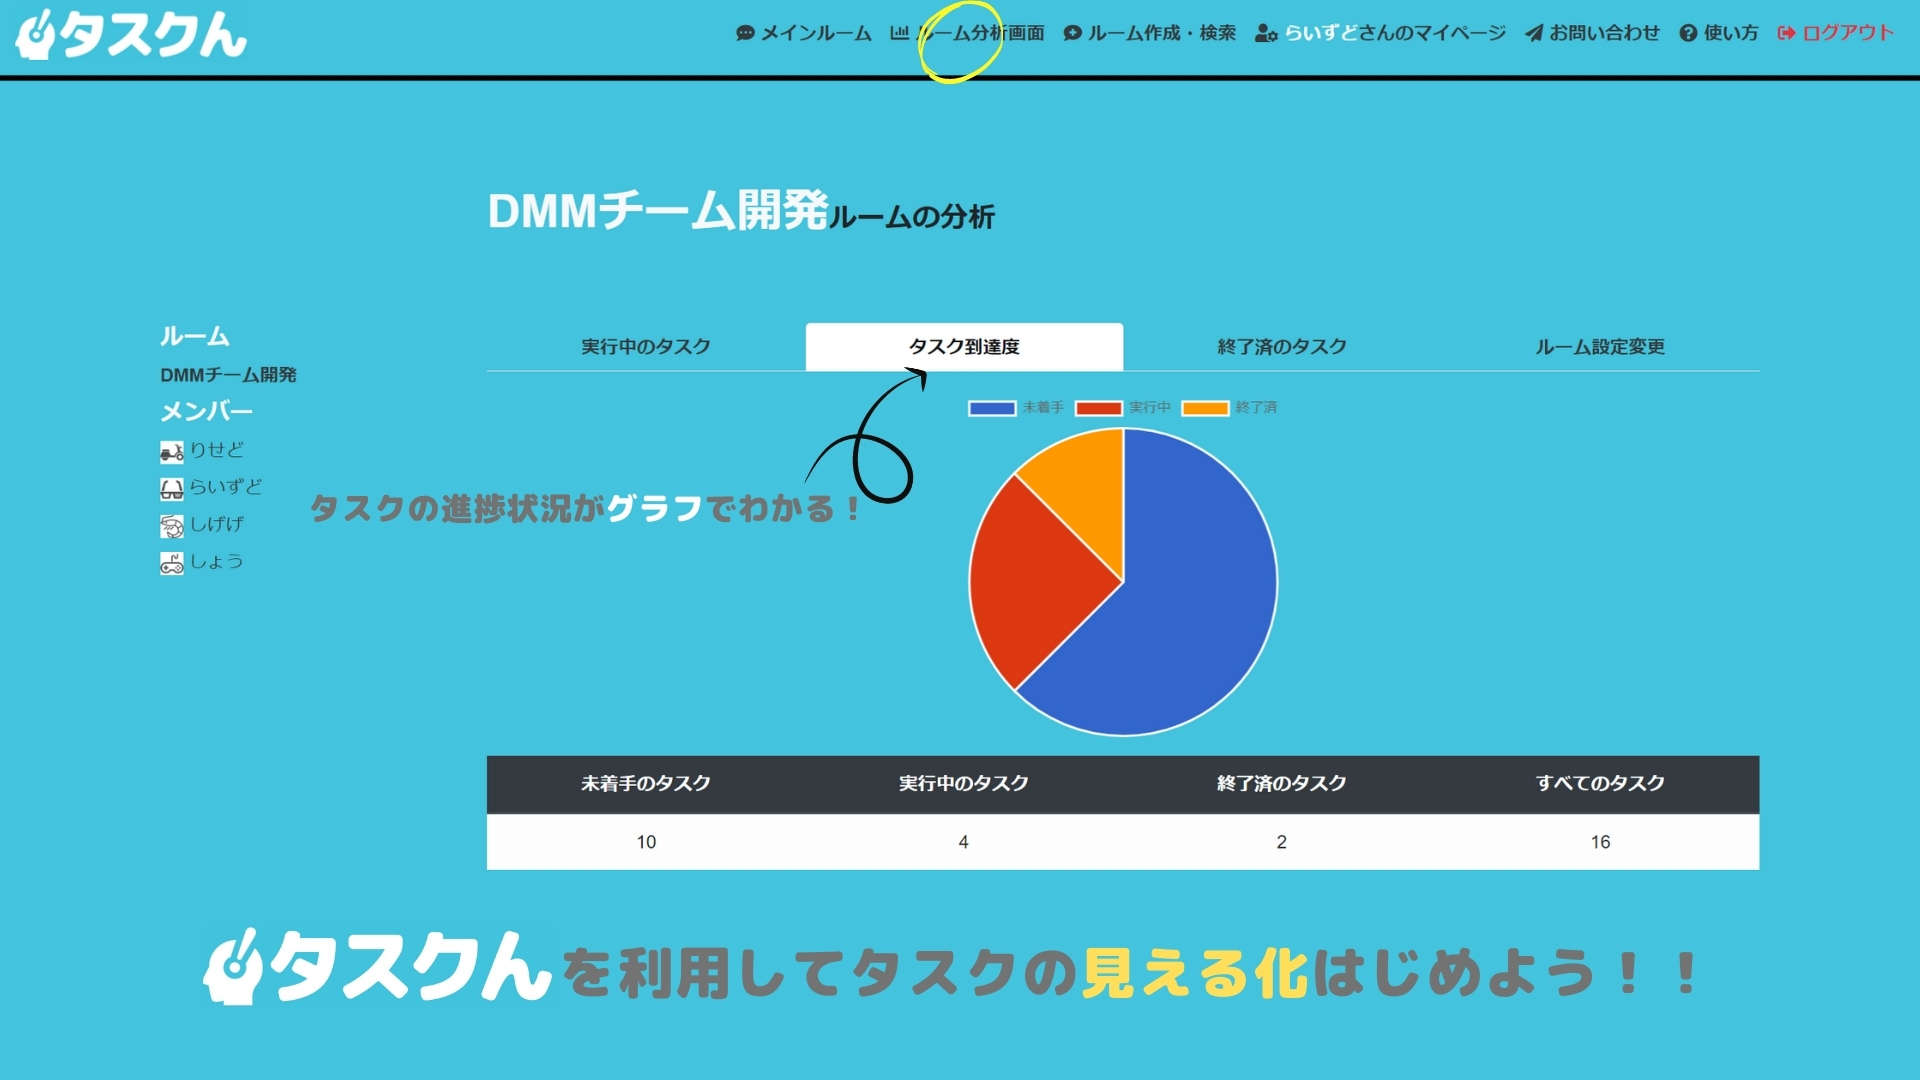 タスクん
メインルーム ルーム分析画面 ルーム作成・検索 らいずどさんのマイページ お問い合わせ 使い方 ログアウト
DMMチーム開発ルームの分析
ルーム
DMMチーム開発
メンバー
りせど
らいずど
しげげ
しょう
実行中のタスク タスク到達度 終了済のタスク ルーム設定変更
未着手 実行中 終了済
タスクの進捗状況がグラフでわかる！
未着手のタスク 実行中のタスク 終了済のタスク すべてのタスク
10 4 2 16
タスクんを利用してタスクの見える化はじめよう！！